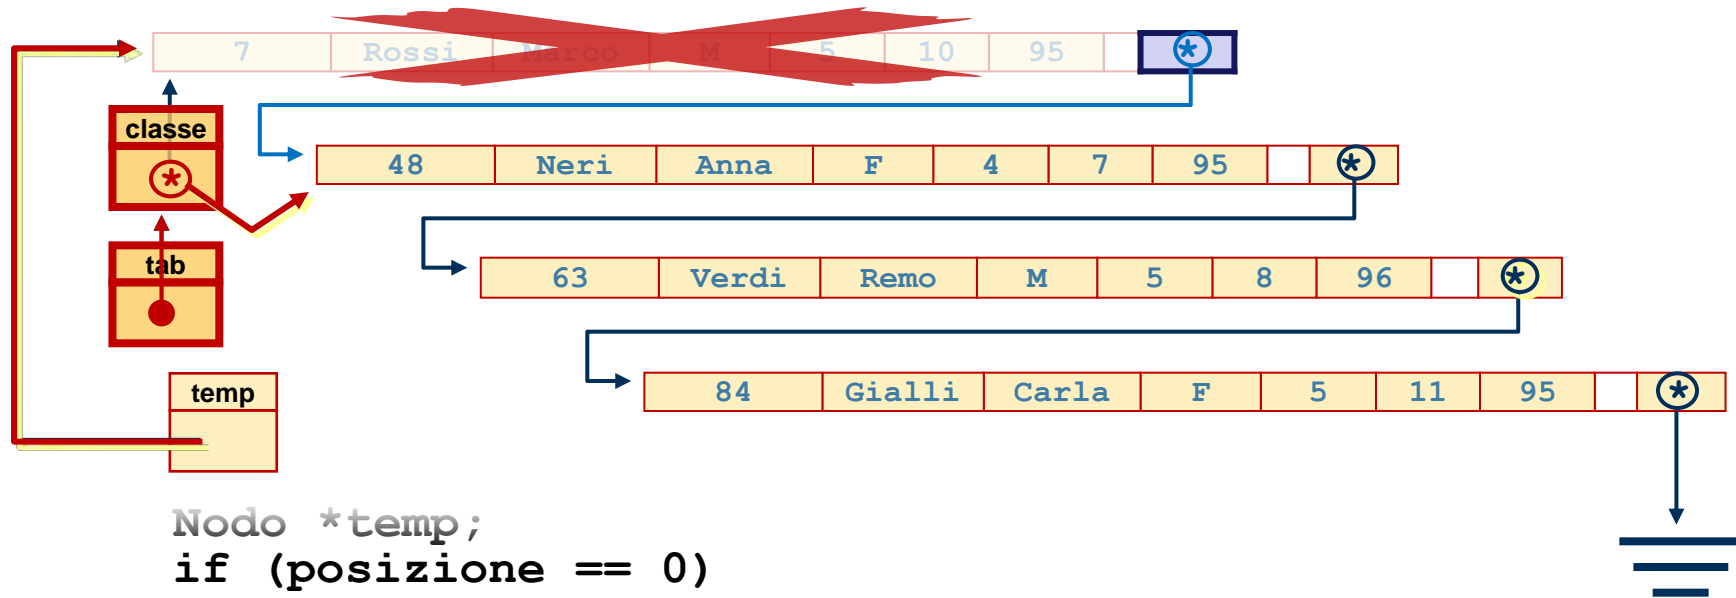 7 Rossi Marco M 5 10 95 *
classe
*
48 Neri Anna F 4 7 95 *
tab
63 Verdi Remo M 5 8 96 *
temp
84 Gialli Carla F 5 11 95 *
Nodo *temp;
if (posizione == 0)